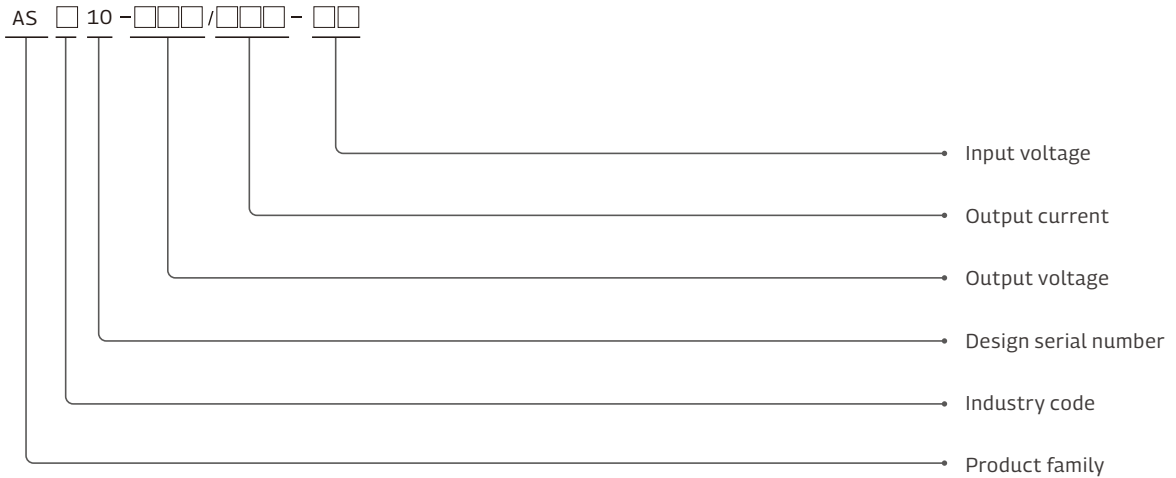 AS □ 10 -□□□/□□□- □□
Input voltage
Output current
Output voltage
Design serial number
Industry code
Product family